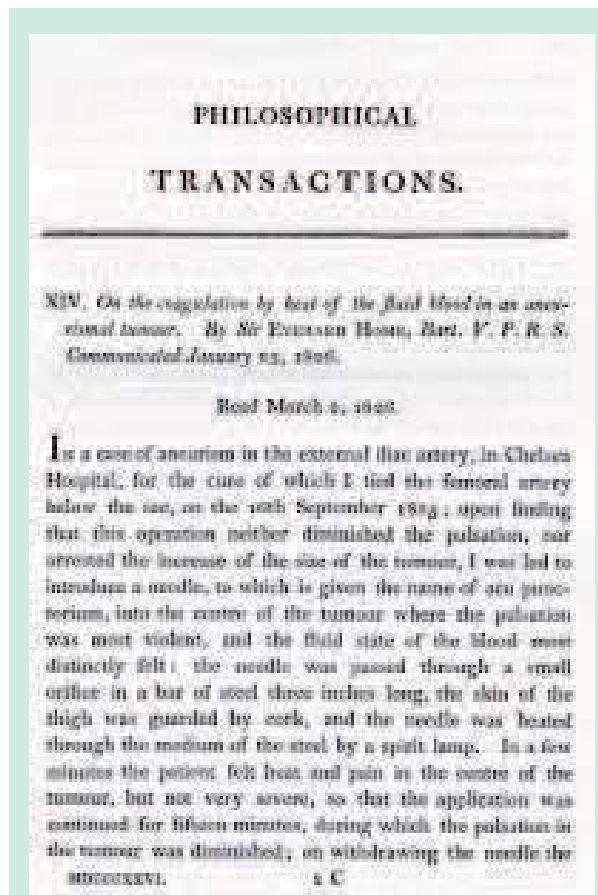 PHILOSOPHICAL
TRANSACTIONS.
XIV. On the coagulation by heat of the fluid blood in an aneu-
rismal tumour. By Sir EVERARD HOME, Bart. V. P. R. S.
Communicated January 1826.
Read March 2, 1826.
In a case of aneurism in the external iliac artery, in Chelsea
Hospital, for the cure of which I tied the femoral artery
below the sac, on the 10th September upon finding
that this operation neither diminished the pulsation, nor
arrested the increase of the size of the tumour, I was led to
introduce a needle, to which is given the name of acu punc-
torium, into the centre of the tumour where the pulsation
was most violent, and the fluid state of the blood most
distinctly felt: the needle was passed through a small
orifice in a bar of steel three inches long, the skin of the
thigh was guarded by cork, and the needle was heated
through the medium of the steel by a spirit lamp. In a few
minutes the patient felt heat and pain in the centre of the
tumour, but not very severe, so that the application was
continued for fifteen minutes, during which the pulsation in
the tumour was diminished; on withdrawing the needle the
MDCCCXXVI. 2 C